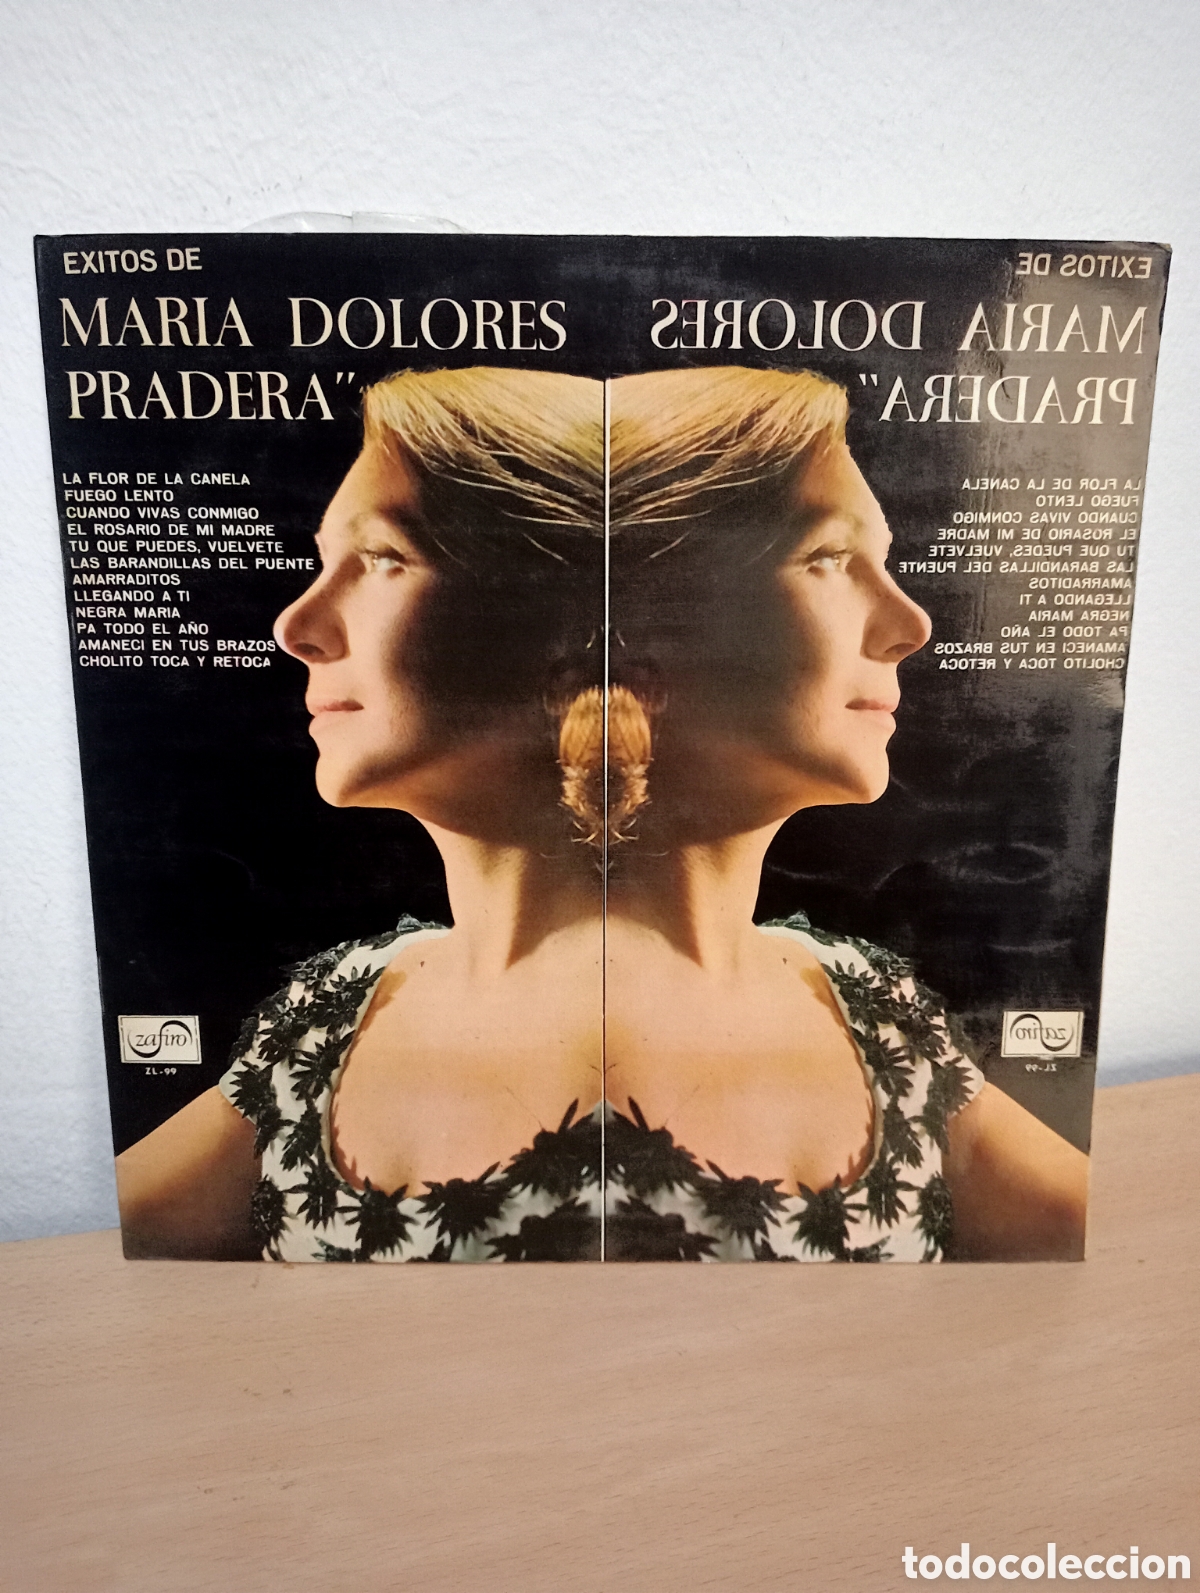 EXITOS DE
MARIA DOLORES
PRADERA"
LA FLOR DE LA CANELA
FUEGO LENTO
CUANDO VIVAS CONMIGO
EL ROSARIO DE MI MADRE
TU QUE PUEDES, VUELVETE
LAS BARANDILLAS DEL PUENTE
AMARRADITOS
LLEGANDO A TI
NEGRA MARIA
PA TODO EL AÑO
AMANECI EN TUS BRAZOS
CHOLITO TOCA Y RETOCA
zafiro
ZL-99
EXITOS DE
MARIA DOLORES
PRADERA"
LA FLOR DE LA CANELA
FUEGO LENTO
CUANDO VIVAS CONMIGO
EL ROSARIO DE MI MADRE
TU QUE PUEDES, VUELVETE
LAS BARANDILLAS DEL PUENTE
AMARRADITOS
LLEGANDO A TI
NEGRA MARIA
PA TODO EL AÑO
AMANECI EN TUS BRAZOS
CHOLITO TOCA Y RETOCA
zafiro
ZL-99
todocoleccion